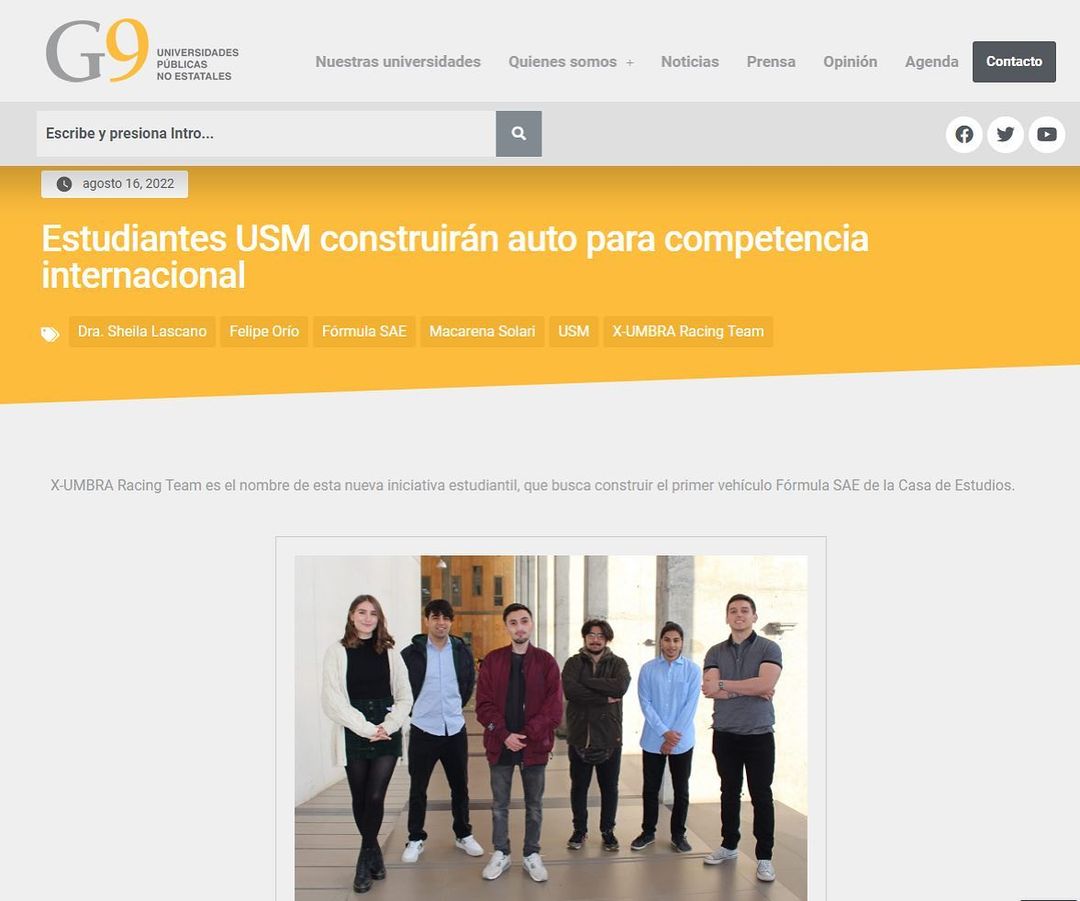 G9
UNIVERSIDADES
PÚBLICAS
NO ESTATALES
Nuestras universidades
Quienes somos +
Noticias
Prensa
Opinión
Agenda
Contacto
Escribe y presiona Intro...
agosto 16, 2022
Estudiantes USM construirán auto para competencia
internacional
Dra. Sheila Lascano
Felipe Orío
Fórmula SAE
Macarena Solari
USM
X-UMBRA Racing Team
X-UMBRA Racing Team es el nombre de esta nueva iniciativa estudiantil, que busca construir el primer vehículo Fórmula SAE de la Casa de Estudios.